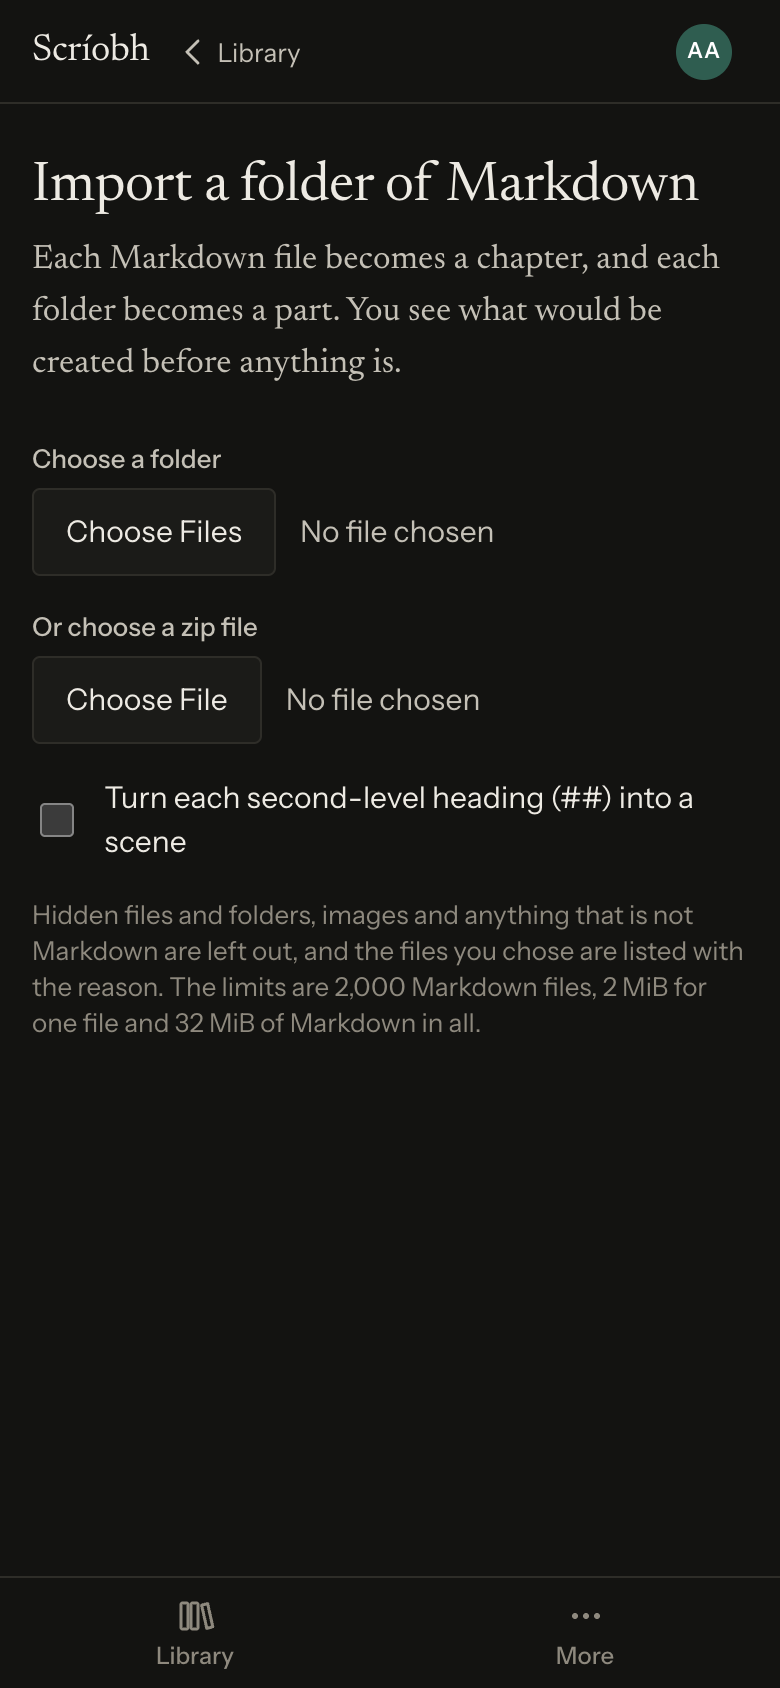 Scríobh
Library
AA
Import a folder of Markdown
Each Markdown file becomes a chapter, and each
folder becomes a part. You see what would be
created before anything is.
Choose a folder
Choose Files
No file chosen
Or choose a zip file
Choose File
No file chosen
Turn each second-level heading (##) into a
scene
Hidden files and folders, images and anything that is not
Markdown are left out, and the files you chose are listed with
the reason. The limits are 2,000 Markdown files, 2 MiB for
one file and 32 MiB of Markdown in all.
Library
More